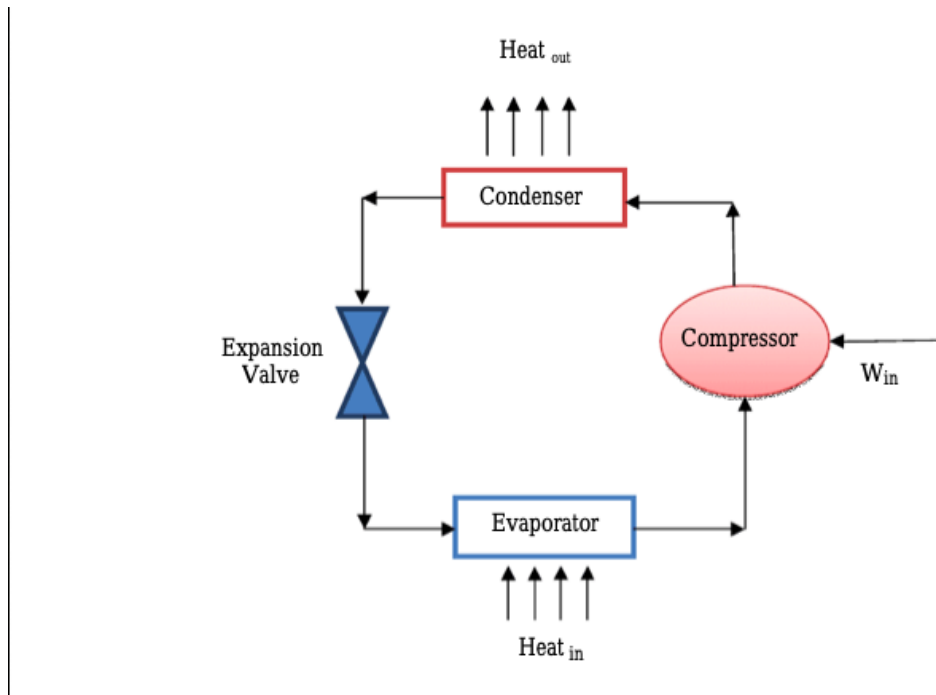 Heat out
Condenser
Expansion
Valve
Compressor
Win
Evaporator
Heat in